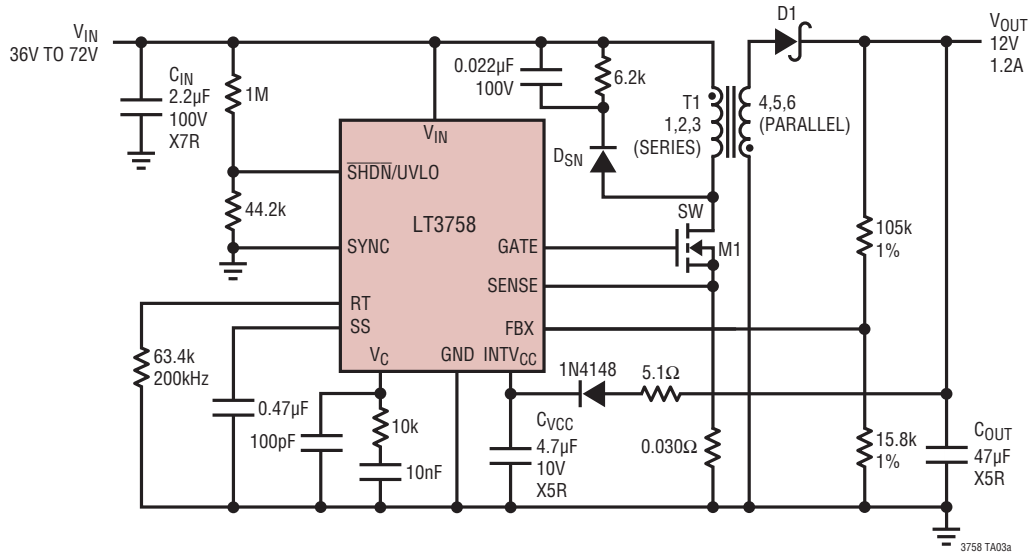 VIN
36V TO 72V
CIN
2.2µF
100V
X7R
1M
44.2k
0.022µF
100V
6.2k
DSN
T1
1,2,3
(SERIES)
4,5,6
(PARALLEL)
D1
VOUT
12V
1.2A
VIN
SHDN/UVLO
LT3758
SYNC
GATE
SENSE
RT
SS
FBX
VC
GND
INTVCC
SW
M1
105k
1%
63.4k
200kHz
0.47µF
100pF
10k
10nF
1N4148
5.1Ω
CVCC
4.7µF
10V
X5R
0.030Ω
15.8k
1%
COUT
47µF
X5R
3758 TA03a